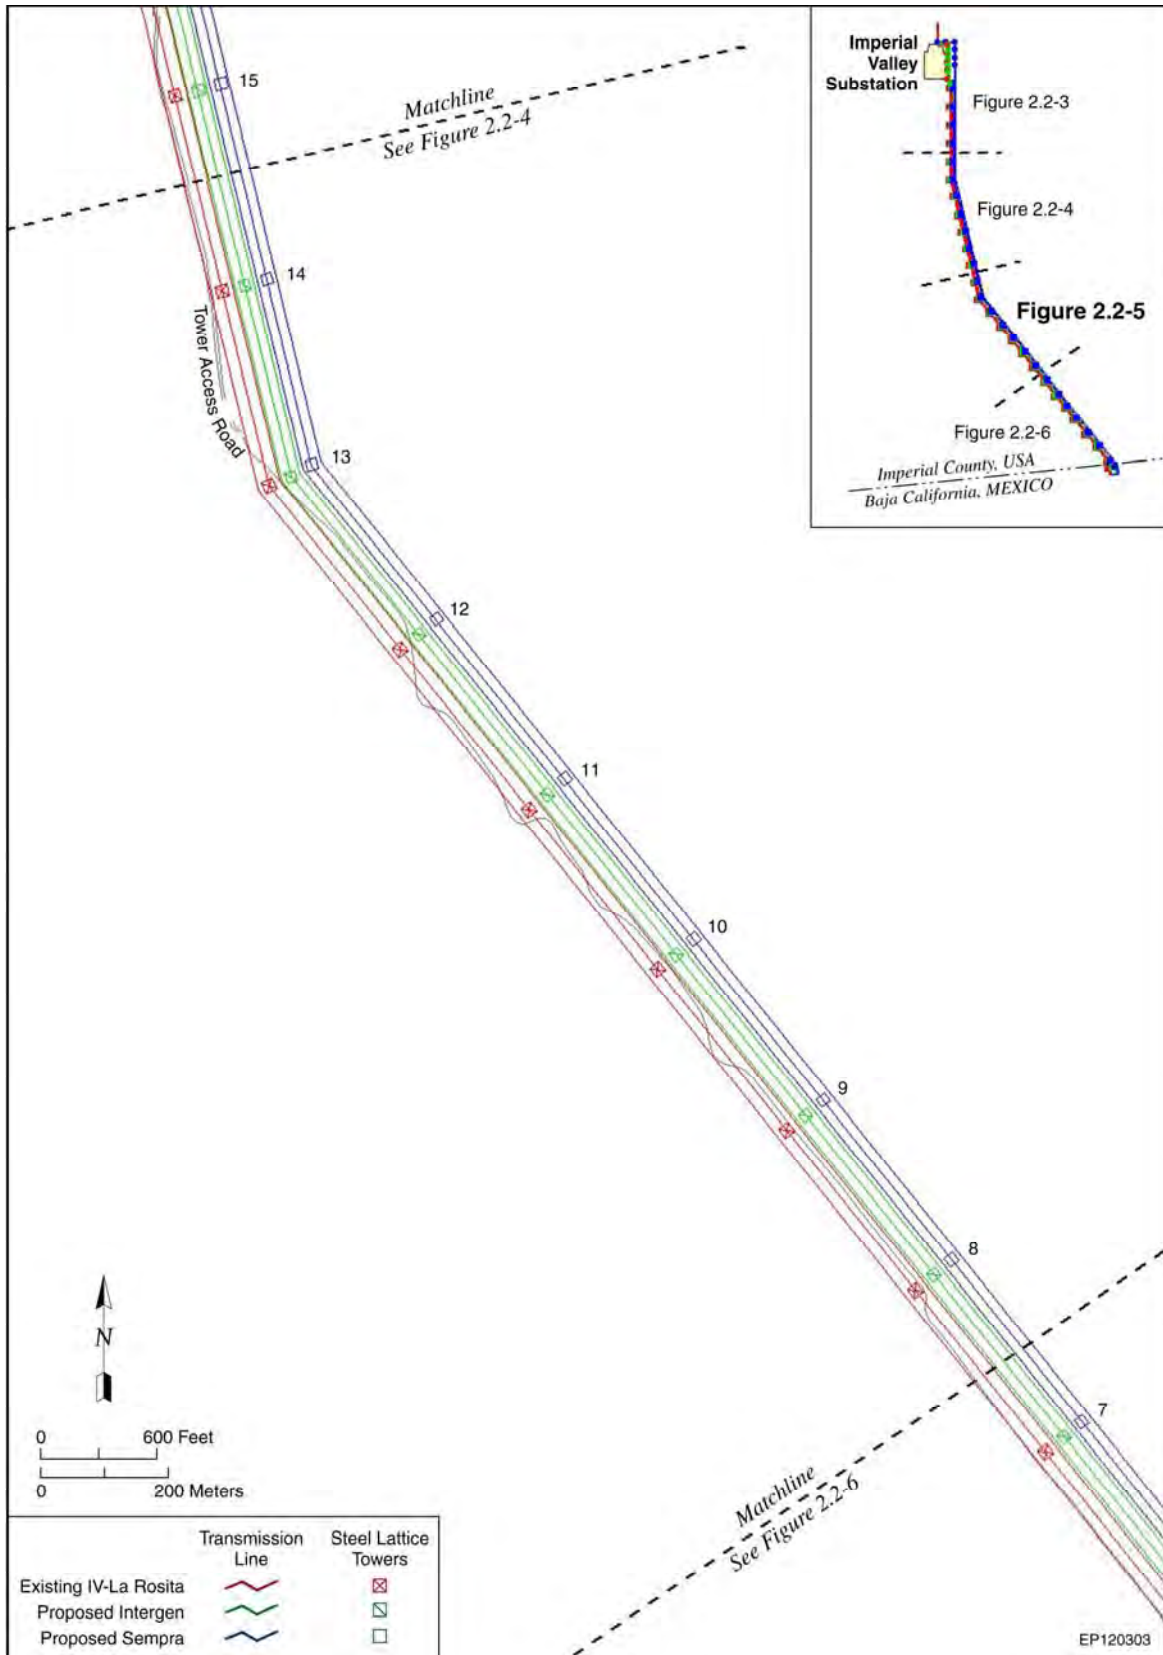 15
Matchline
See Figure 2.2-4
14
Tower Access Road
13
12
11
10
9
8
7
Imperial
Valley
Substation
Figure 2.2-3
Figure 2.2-4
Figure 2.2-5
Figure 2.2-6
Imperial County, USA
Baja California, MEXICO
N
0 600 Feet
0 200 Meters
Matchline
See Figure 2.2-6
Transmission Line
Steel Lattice Towers
Existing IV-La Rosita
Proposed Intergen
Proposed Sempra
EP120303